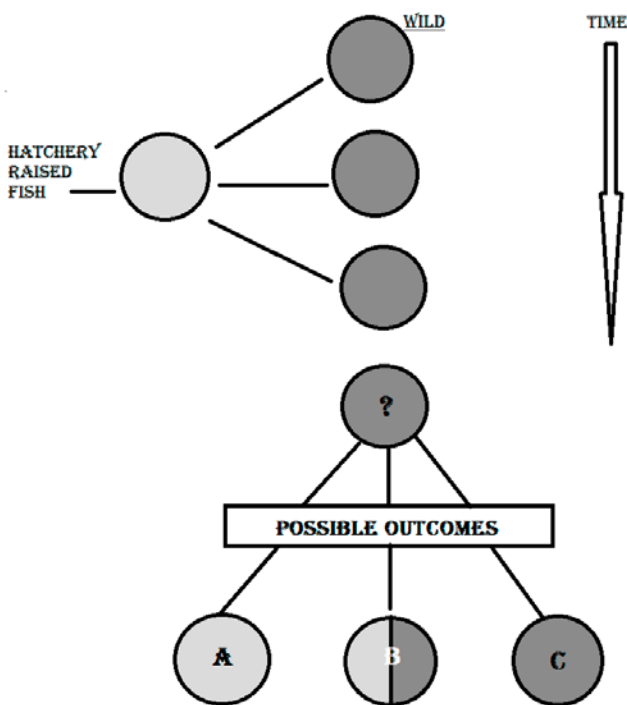 WILD
TIME
HATCHERY
RAISED
FISH
?
POSSIBLE OUTCOMES
A
B
C